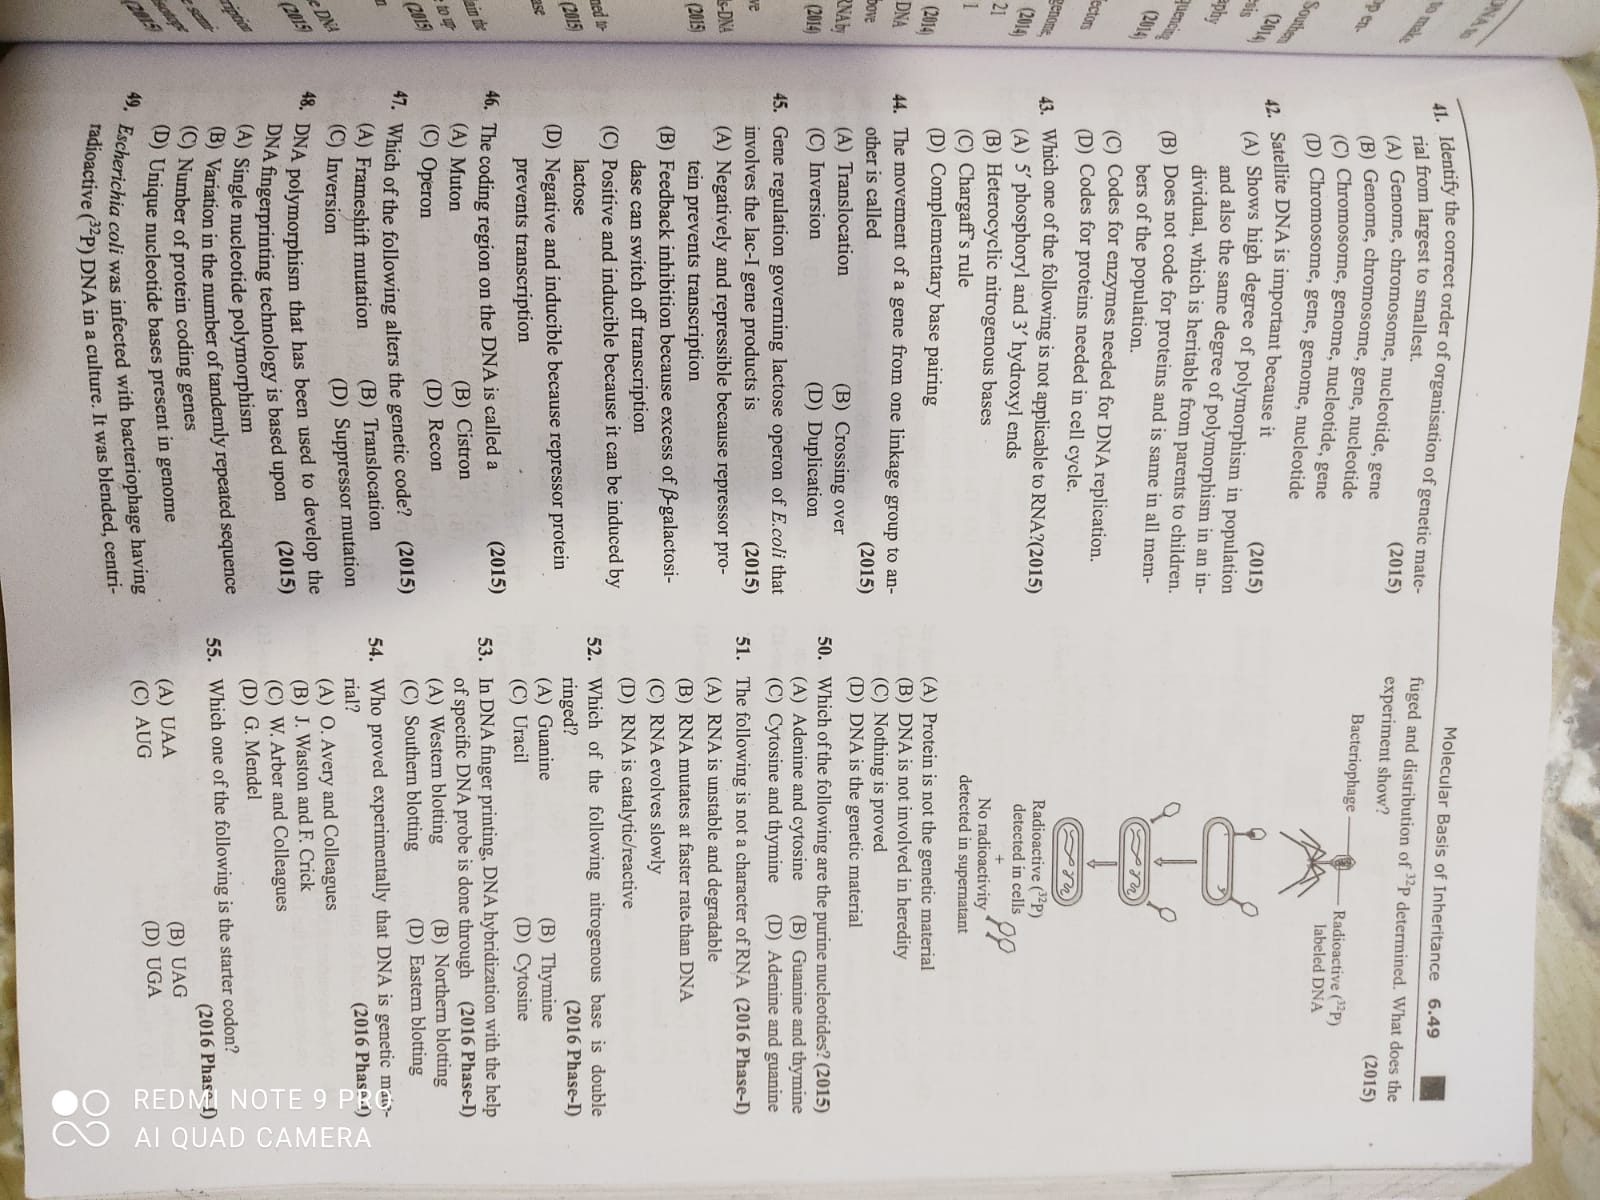 Molecular Basis of Inheritance 6.49
41. Identify the correct order of organisation of genetic mate-
rial from largest to smallest. (2015)
(A) Genome, chromosome, nucleotide, gene
(B) Genome, chromosome, gene, nucleotide
(C) Chromosome, genome, nucleotide, gene
(D) Chromosome, gene, genome, nucleotide
42. Satellite DNA is important because it (2015)
(A) Shows high degree of polymorphism in population
and also the same degree of polymorphism in an in-
dividual, which is heritable from parents to children.
(B) Does not code for proteins and is same in all mem-
bers of the population.
(C) Codes for enzymes needed for DNA replication.
(D) Codes for proteins needed in cell cycle.
43. Which one of the following is not applicable to RNA?(2015)
(A) 5′ phosphoryl and 3′ hydroxyl ends
(B) Heterocyclic nitrogenous bases
(C) Chargaff's rule
(D) Complementary base pairing
44. The movement of a gene from one linkage group to an-
other is called (2015)
(A) Translocation (B) Crossing over
(C) Inversion (D) Duplication
45. Gene regulation governing lactose operon of E.coli that
involves the lac-I gene products is (2015)
(A) Negatively and repressible because repressor pro-
tein prevents transcription
(B) Feedback inhibition because excess of β-galactosi-
dase can switch off transcription
(C) Positive and inducible because it can be induced by
lactose
(D) Negative and inducible because repressor protein
prevents transcription
46. The coding region on the DNA is called a (2015)
(A) Muton (B) Cistron
(C) Operon (D) Recon
47. Which of the following alters the genetic code? (2015)
(A) Frameshift mutation (B) Translocation
(C) Inversion (D) Suppressor mutation
48. DNA polymorphism that has been used to develop the
DNA fingerprinting technology is based upon (2015)
(A) Single nucleotide polymorphism
(B) Variation in the number of tandemly repeated sequence
(C) Number of protein coding genes
(D) Unique nucleotide bases present in genome
49. Escherichia coli was infected with bacteriophage having
radioactive (³²P) DNA in a culture. It was blended, centri-
fuged and distribution of ³²p determined. What does the
experiment show? (2015)
Bacteriophage
Radioactive (³²P)
labeled DNA
Radioactive (³²P)
detected in cells
+
No radioactivity
detected in supernatant
(A) Protein is not the genetic material
(B) DNA is not involved in heredity
(C) Nothing is proved
(D) DNA is the genetic material
50. Which of the following are the purine nucleotides? (2015)
(A) Adenine and cytosine (B) Guanine and thymine
(C) Cytosine and thymine (D) Adenine and guanine
51. The following is not a character of RNA (2016 Phase-I)
(A) RNA is unstable and degradable
(B) RNA mutates at faster rate than DNA
(C) RNA evolves slowly
(D) RNA is catalytic/reactive
52. Which of the following nitrogenous base is double
ringed? (2016 Phase-I)
(A) Guanine (B) Thymine
(C) Uracil (D) Cytosine
53. In DNA finger printing, DNA hybridization with the help
of specific DNA probe is done through (2016 Phase-I)
(A) Western blotting (B) Northern blotting
(C) Southern blotting (D) Eastern blotting
54. Who proved experimentally that DNA is genetic mate-
rial? (2016 Phase-I)
(A) O. Avery and Colleagues
(B) J. Waston and F. Crick
(C) W. Arber and Colleagues
(D) G. Mendel
55. Which one of the following is the starter codon?
(2016 Phase-I)
(A) UAA (B) UAG
(C) AUG (D) UGA
REDMI NOTE 9 PRO
AI QUAD CAMERA